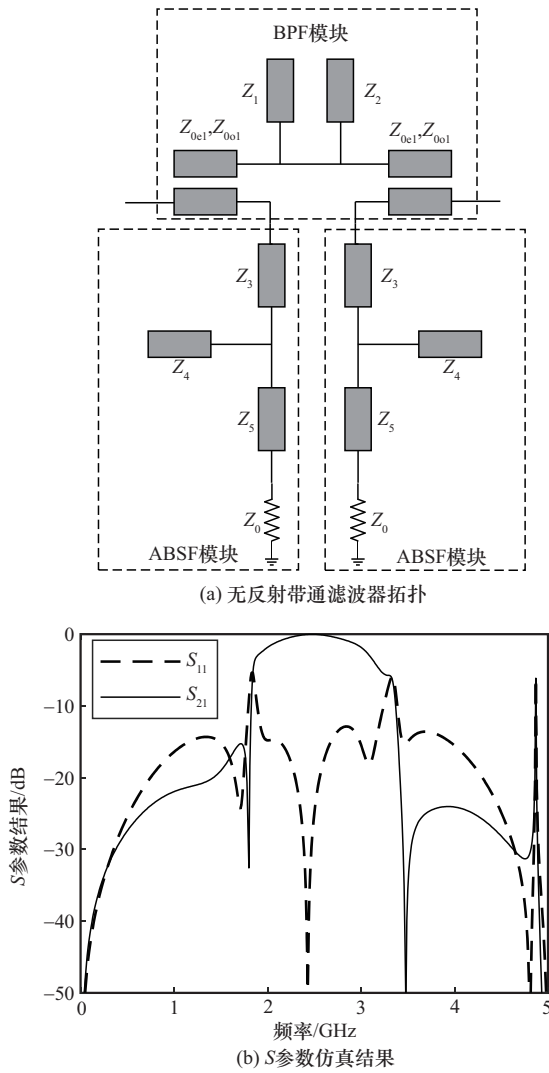 BPF模块
Z1 Z2
Z0e1,Z0o1 Z0e1,Z0o1
Z3 Z3
Z4 Z4
Z5 Z5
Z0 Z0
ABSF模块 ABSF模块
(a) 无反射带通滤波器拓扑
0
S11
S21
−10
−20
−30
−40
−50
S参数结果/dB
0 1 2 3 4 5
频率/GHz
(b) S参数仿真结果